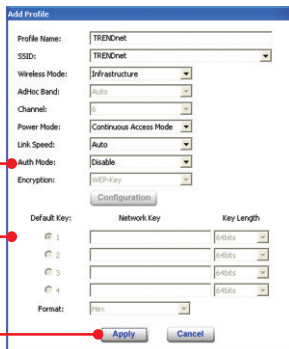 Add Profile
Profile Name: TRENDnet
SSID: TRENDnet
Wireless Mode: Infrastructure
AdHoc Band: Auto
Channel: 6
Power Mode: Continuous Access Mode
Link Speed: Auto
Auth Mode: Disable
Encryption: WEP-Key
Configuration
Default Key: Network Key Key Length
1 64bits
2 64bits
3 64bits
4 64bits
Format: Hex
Apply Cancel